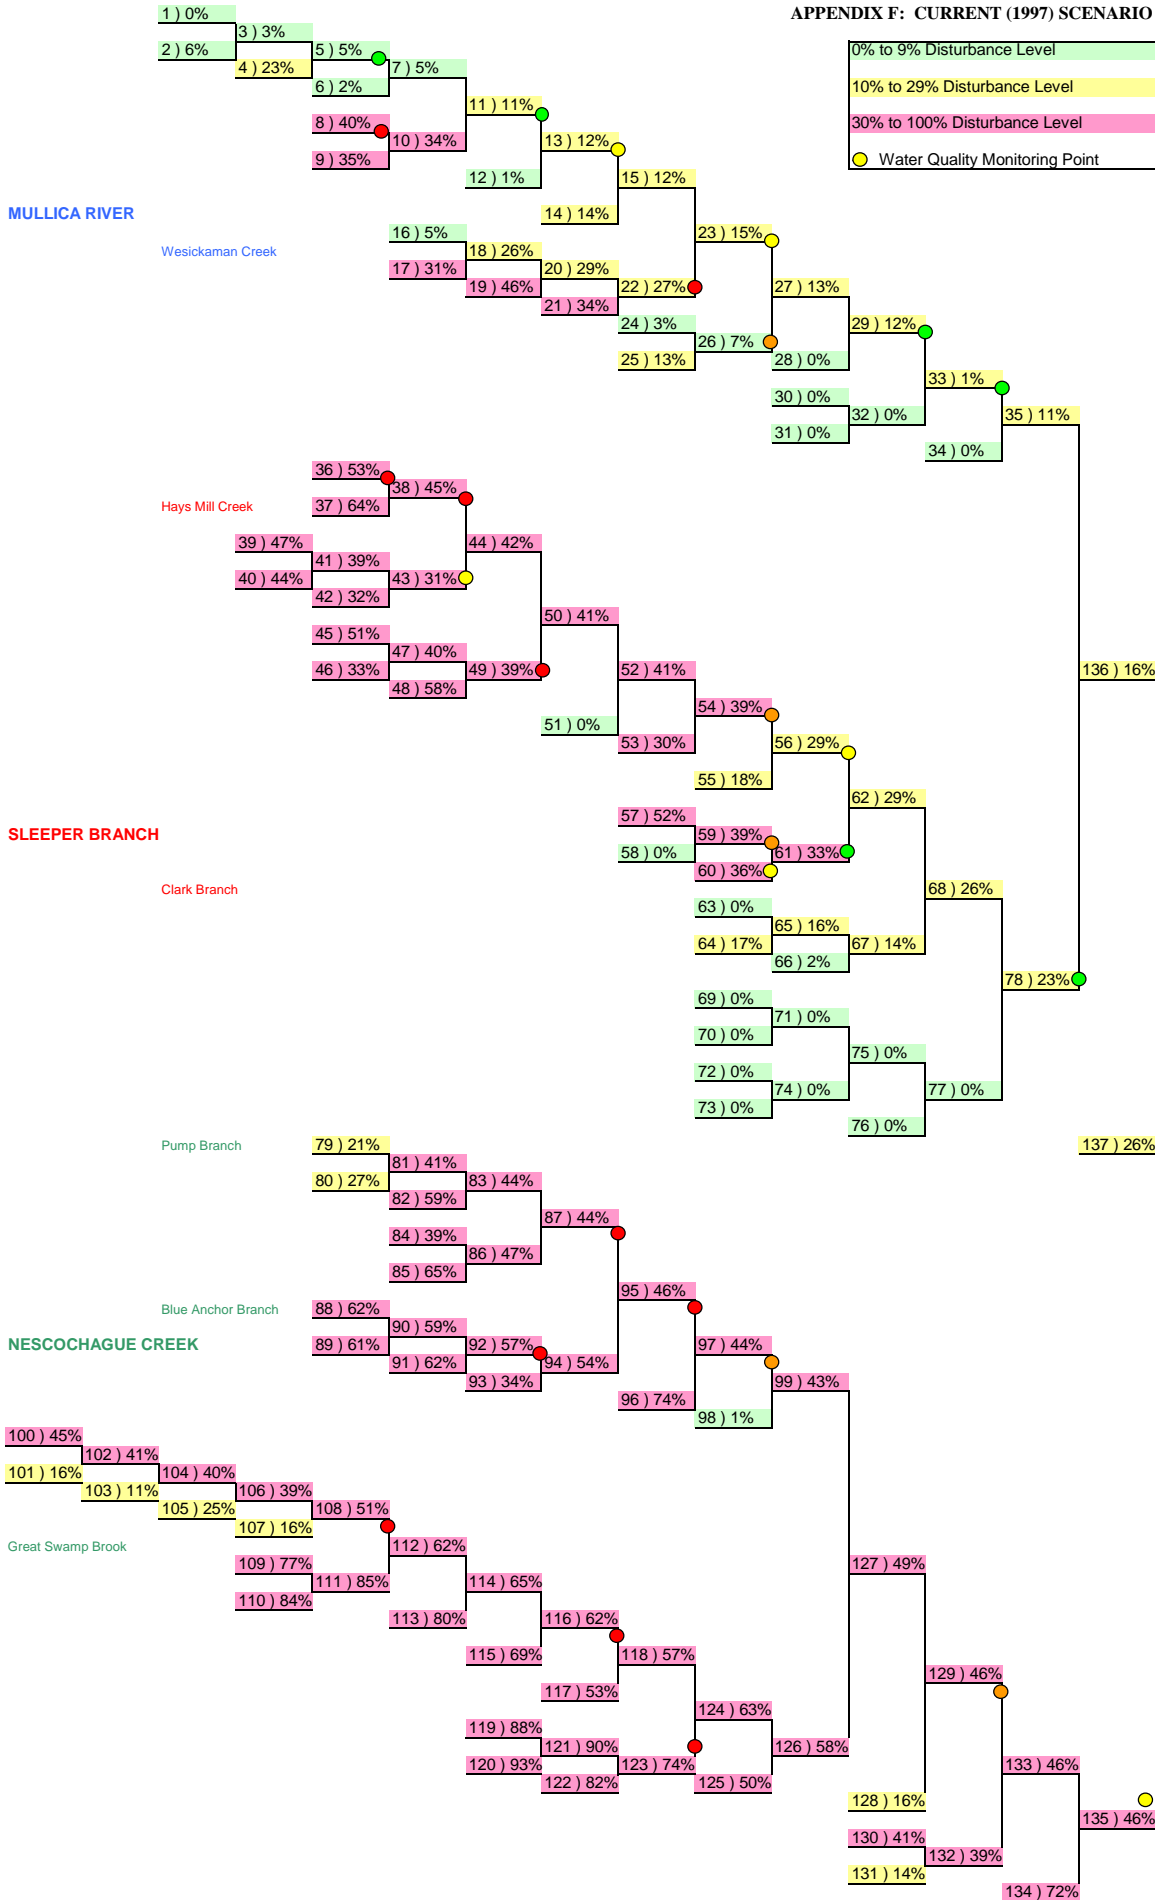 APPENDIX F: CURRENT (1997) SCENARIO
0% to 9% Disturbance Level
10% to 29% Disturbance Level
30% to 100% Disturbance Level
Water Quality Monitoring Point
1 ) 0%
2 ) 6%
3 ) 3%
4 ) 23%
5 ) 5%
6 ) 2%
7 ) 5%
8 ) 40%
9 ) 35%
10 ) 34%
11 ) 11%
12 ) 1%
13 ) 12%
14 ) 14%
15 ) 12%
MULLICA RIVER
Wesickaman Creek
16 ) 5%
17 ) 31%
18 ) 26%
19 ) 46%
20 ) 29%
21 ) 34%
22 ) 27%
23 ) 15%
24 ) 3%
25 ) 13%
26 ) 7%
27 ) 13%
28 ) 0%
29 ) 12%
30 ) 0%
31 ) 0%
32 ) 0%
33 ) 1%
34 ) 0%
35 ) 11%
Hays Mill Creek
36 ) 53%
37 ) 64%
38 ) 45%
39 ) 47%
40 ) 44%
41 ) 39%
42 ) 32%
43 ) 31%
44 ) 42%
45 ) 51%
46 ) 33%
47 ) 40%
48 ) 58%
49 ) 39%
50 ) 41%
51 ) 0%
52 ) 41%
53 ) 30%
54 ) 39%
55 ) 18%
56 ) 29%
SLEEPER BRANCH
Clark Branch
57 ) 52%
58 ) 0%
59 ) 39%
60 ) 36%
61 ) 33%
62 ) 29%
63 ) 0%
64 ) 17%
65 ) 16%
66 ) 2%
67 ) 14%
68 ) 26%
69 ) 0%
70 ) 0%
71 ) 0%
72 ) 0%
73 ) 0%
74 ) 0%
75 ) 0%
76 ) 0%
77 ) 0%
78 ) 23%
136 ) 16%
137 ) 26%
Pump Branch
79 ) 21%
80 ) 27%
81 ) 41%
82 ) 59%
83 ) 44%
84 ) 39%
85 ) 65%
86 ) 47%
87 ) 44%
Blue Anchor Branch
NESCOCHAGUE CREEK
88 ) 62%
89 ) 61%
90 ) 59%
91 ) 62%
92 ) 57%
93 ) 34%
94 ) 54%
95 ) 46%
96 ) 74%
97 ) 44%
98 ) 1%
99 ) 43%
100 ) 45%
101 ) 16%
102 ) 41%
103 ) 11%
104 ) 40%
105 ) 25%
106 ) 39%
107 ) 16%
108 ) 51%
Great Swamp Brook
109 ) 77%
110 ) 84%
111 ) 85%
112 ) 62%
113 ) 80%
114 ) 65%
115 ) 69%
116 ) 62%
117 ) 53%
118 ) 57%
119 ) 88%
120 ) 93%
121 ) 90%
122 ) 82%
123 ) 74%
124 ) 63%
125 ) 50%
126 ) 58%
127 ) 49%
128 ) 16%
129 ) 46%
130 ) 41%
131 ) 14%
132 ) 39%
133 ) 46%
134 ) 72%
135 ) 46%